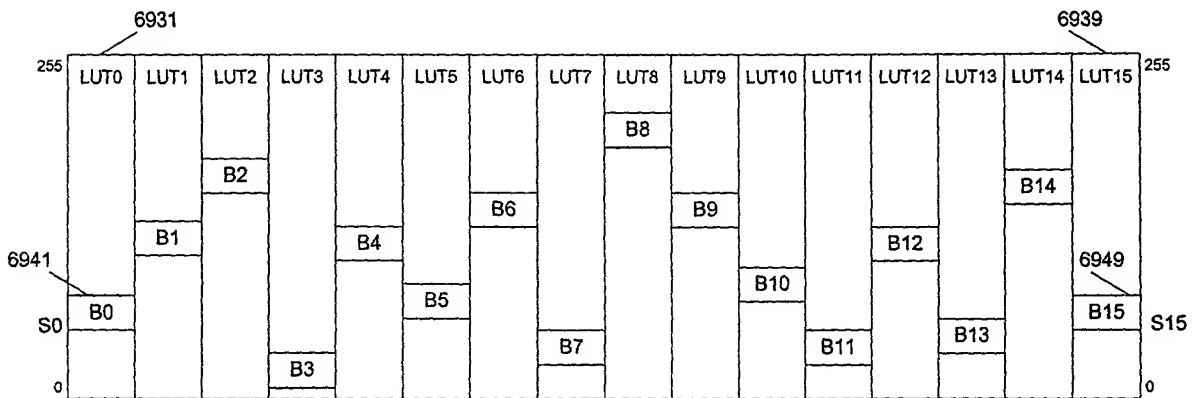 6931 6939
255 LUT0 LUT1 LUT2 LUT3 LUT4 LUT5 LUT6 LUT7 LUT8 LUT9 LUT10 LUT11 LUT12 LUT13 LUT14 LUT15 255
B8
B2
B14
B6 B9
B1 B4 B12
6941 6949
B10
B5
B0 B15
S0 S15
B13
B7 B11
B3
0 0